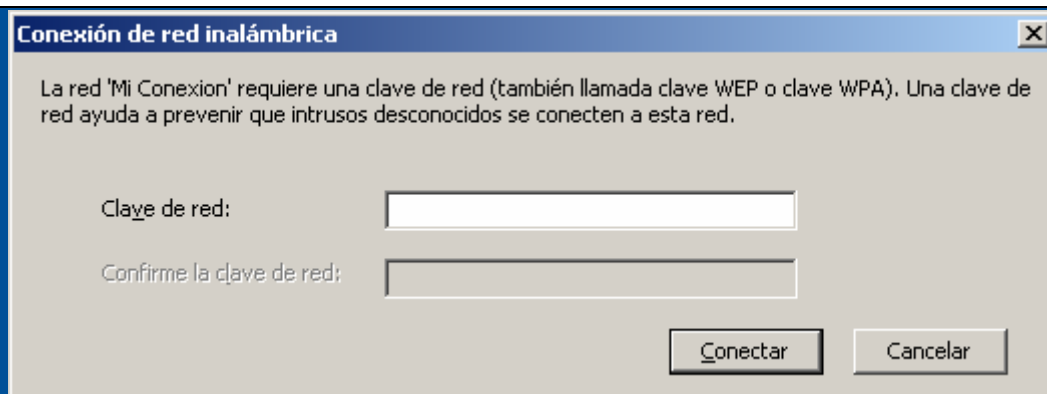 Conexión de red inalámbrica
La red 'Mi Conexion' requiere una clave de red (también llamada clave WEP o clave WPA). Una clave de
red ayuda a prevenir que intrusos desconocidos se conecten a esta red.
Clave de red:
Confirme la clave de red:
Conectar
Cancelar